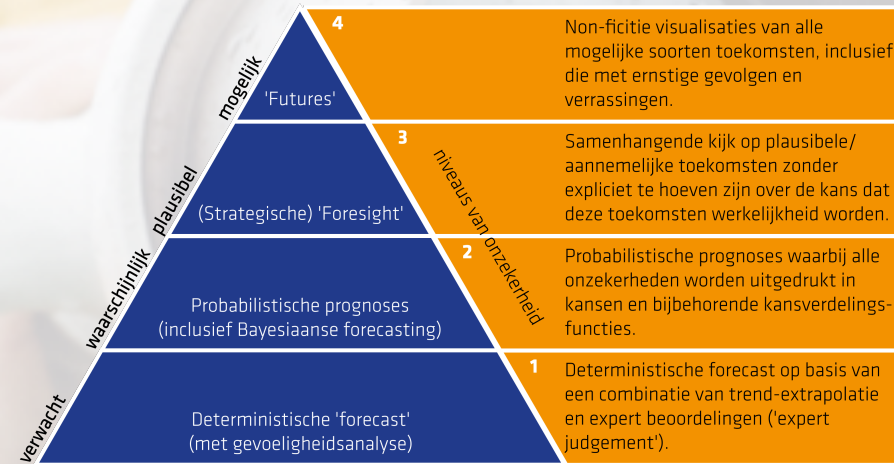 4
mogelijk
'Futures'
Non-ficitie visualisaties van alle
mogelijke soorten toekomsten, inclusief
die met ernstige gevolgen en
verrassingen.
3
plausibel
(Strategische) 'Foresight'
niveaus van onzekerheid
Samenhangende kijk op plausibele/
aannemelijke toekomsten zonder
expliciet te hoeven zijn over de kans dat
deze toekomsten werkelijkheid worden.
2
waarschijnlijk
Probabilistische prognoses
(inclusief Bayesiaanse forecasting)
Probabilistische prognoses waarbij alle
onzekerheden worden uitgedrukt in
kansen en bijbehorende kansverdelings-
functies.
1
verwacht
Deterministische 'forecast'
(met gevoeligheidsanalyse)
Deterministische forecast op basis van
een combinatie van trend-extrapolatie
en expert beoordelingen ('expert
judgement').